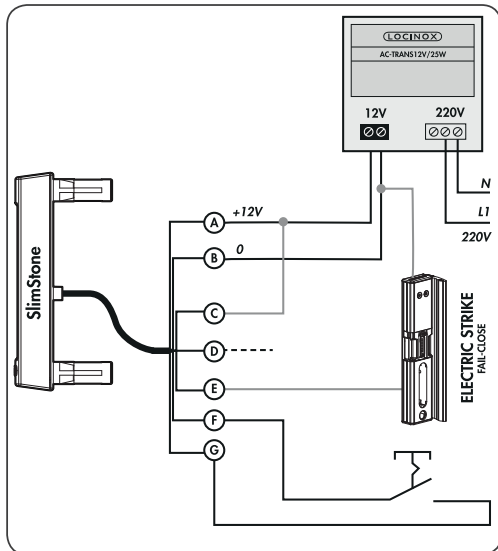 LOCINOX
AC-TRANS12V/25W
12V
220V
N
L1
220V
SlimStone
A
+12V
B
0
C
D
E
F
G
ELECTRIC STRIKE
FAIL-CLOSE